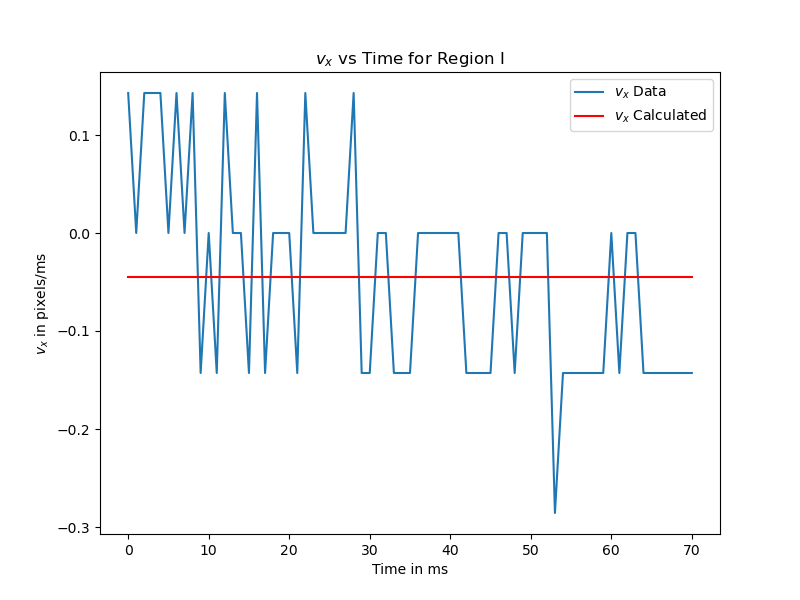 v_x vs Time for Region I
v_x Data
v_x Calculated
0.1
0.0
−0.1
−0.2
−0.3
v_x in pixels/ms
0 10 20 30 40 50 60 70
Time in ms